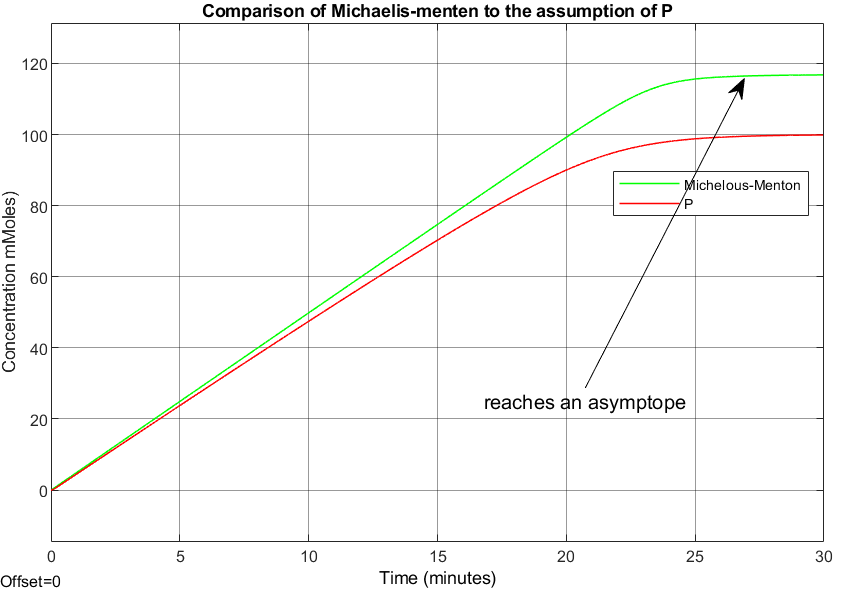 Comparison of Michaelis-menten to the assumption of P
Concentration mMoles)
120
100
80
60
40
20
0
Michelous-Menton
P
reaches an asymptope
0 5 10 15 20 25 30
Time (minutes)
Offset=0